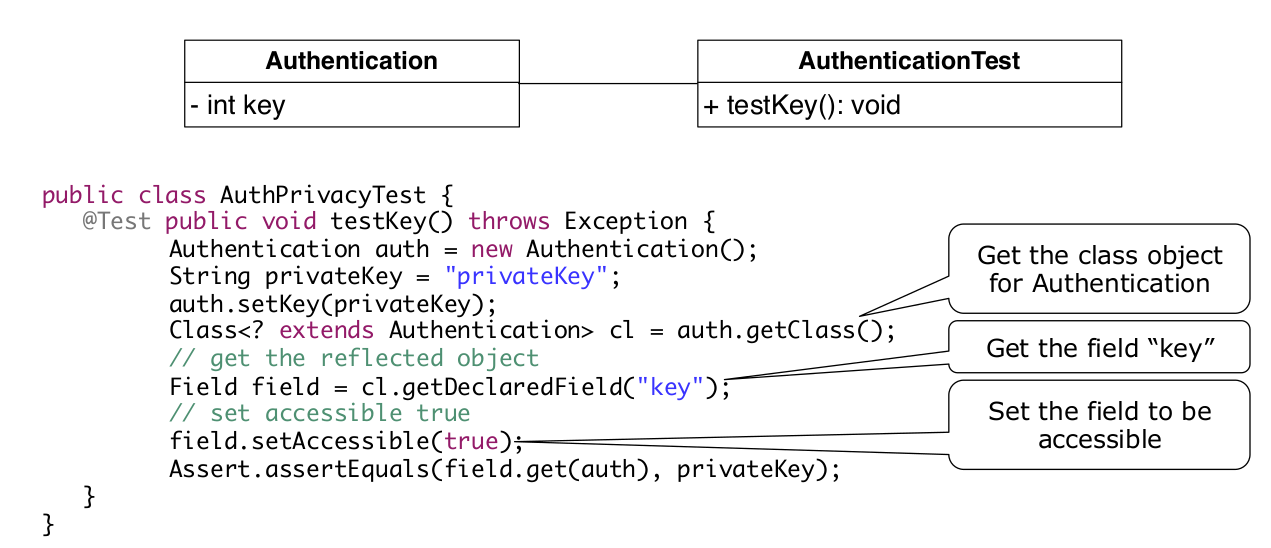 Authentication
- int key
AuthenticationTest
+ testKey(): void
public class AuthPrivacyTest {
@Test public void testKey() throws Exception {
Authentication auth = new Authentication();
String privateKey = "privateKey";
auth.setKey(privateKey);
Class<? extends Authentication> cl = auth.getClass();
// get the reflected object
Field field = cl.getDeclaredField("key");
// set accessible true
field.setAccessible(true);
Assert.assertEquals(field.get(auth), privateKey);
}
}
Get the class object
for Authentication
Get the field “key”
Set the field to be
accessible